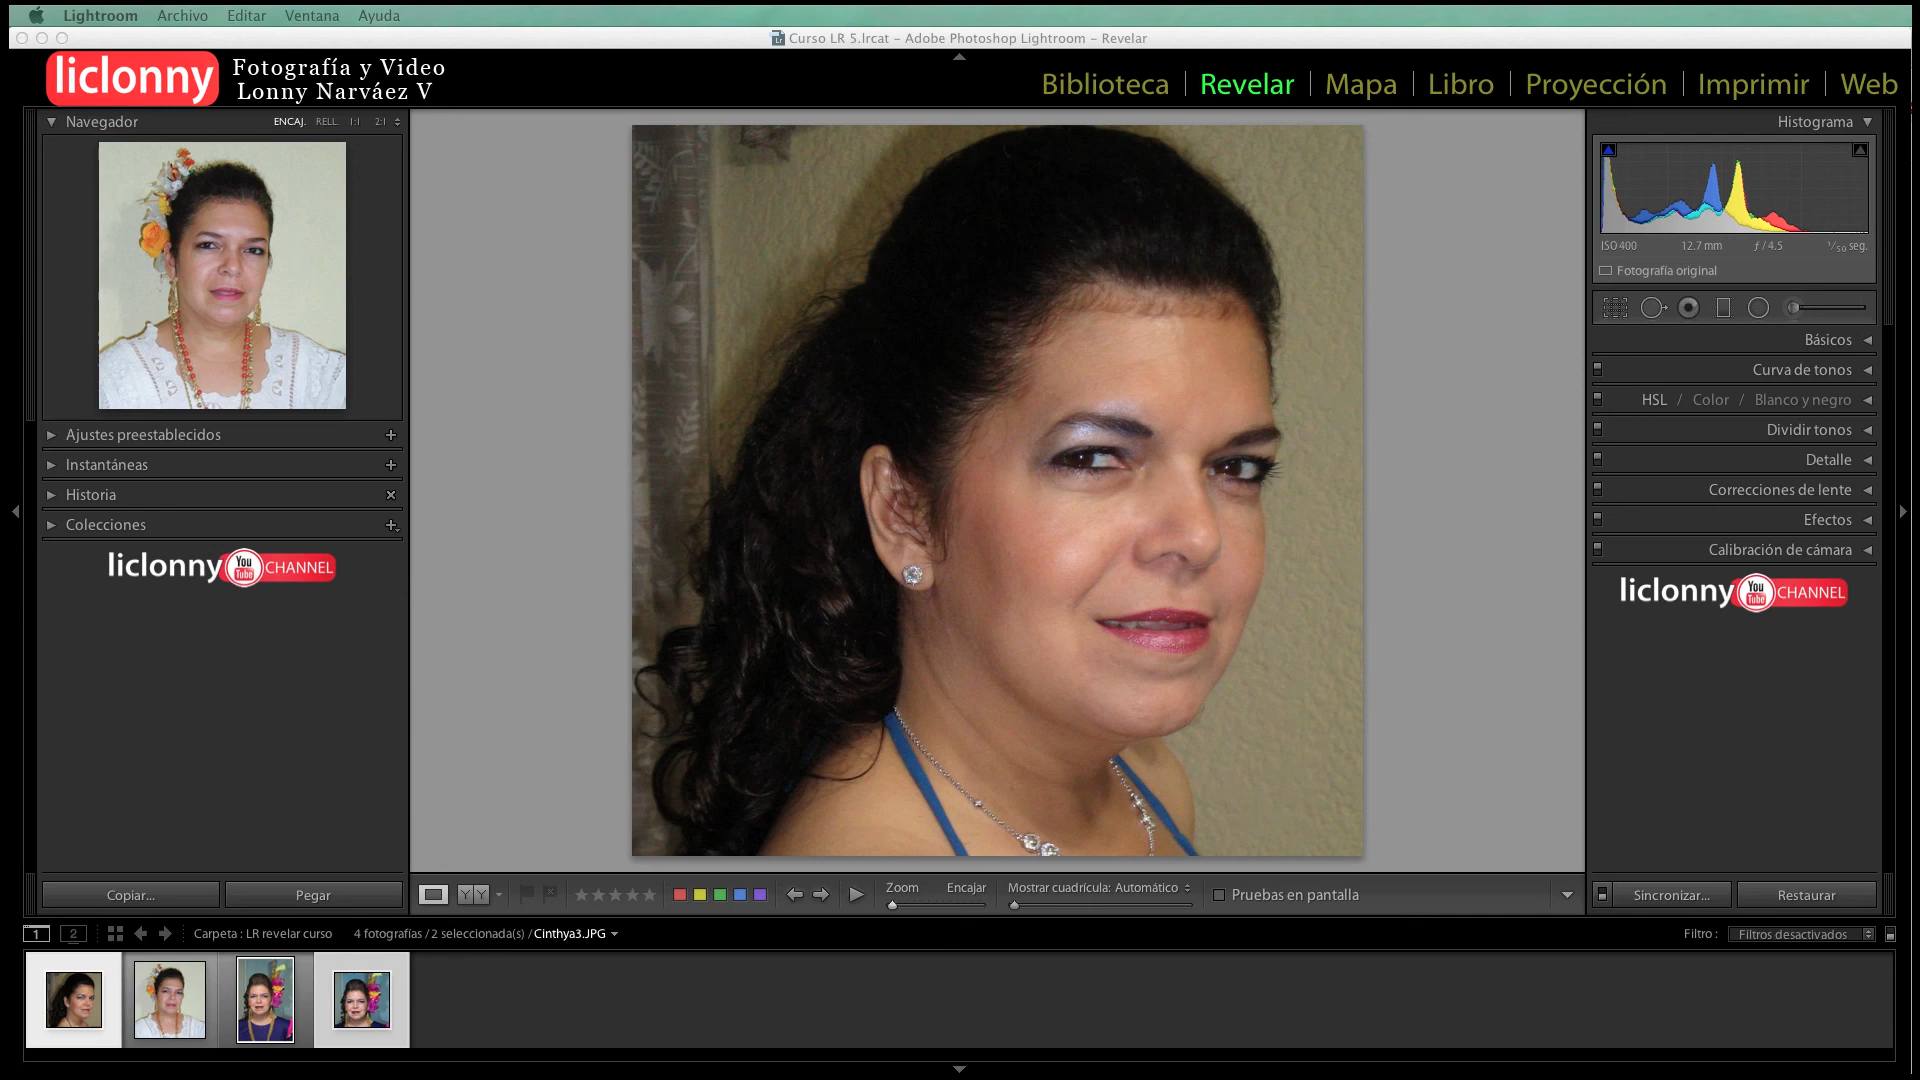 Lightroom Archivo Editar Ventana Ayuda
Curso LR 5.lrcat - Adobe Photoshop Lightroom - Revelar
liclonny
Fotografía y Video
Lonny Narváez V
Biblioteca | Revelar | Mapa | Libro | Proyección | Imprimir | Web
Navegador ENCAJ. RELL. 1:1 2:1
Ajustes preestablecidos
Instantáneas
Historia
Colecciones
liclonny You Tube CHANNEL
Copiar... Pegar
Histograma
ISO 400 12.7 mm ƒ / 4.5 1/50 seg.
Fotografía original
Básicos
Curva de tonos
HSL / Color / Blanco y negro
Dividir tonos
Detalle
Correcciones de lente
Efectos
Calibración de cámara
liclonny You Tube CHANNEL
Zoom Encajar Mostrar cuadrícula: Automático Pruebas en pantalla
Sincronizar... Restaurar
1 2 Carpeta : LR revelar curso 4 fotografías / 2 seleccionada(s) / Cinthya3.JPG
Filtro : Filtros desactivados